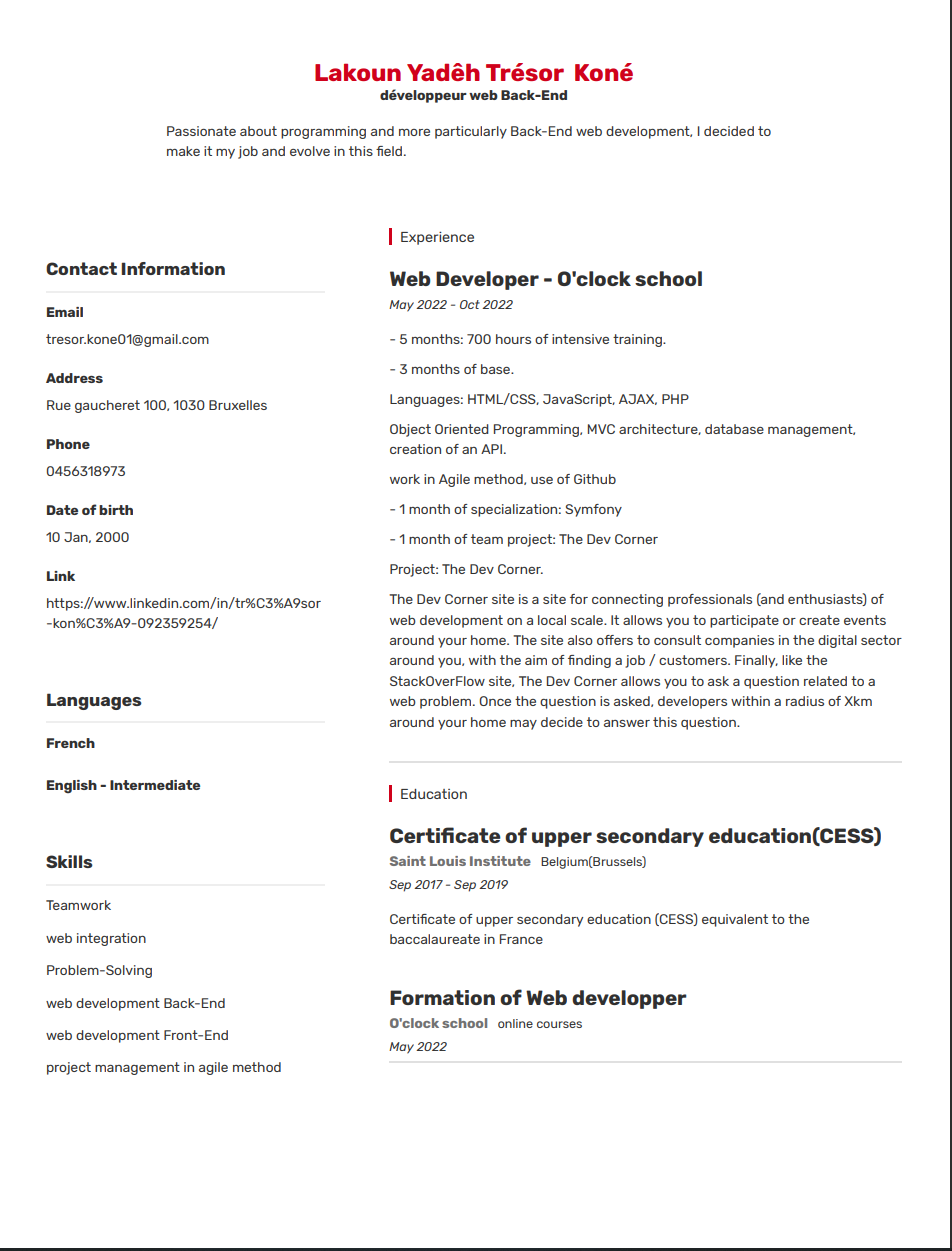 Lakoun Yadêh Trésor Koné
développeur web Back-End
Passionate about programming and more particularly Back-End web development, I decided to
make it my job and evolve in this field.
Contact Information
Email
tresor.kone01@gmail.com
Address
Rue gaucheret 100, 1030 Bruxelles
Phone
0456318973
Date of birth
10 Jan, 2000
Link
https://www.linkedin.com/in/tr%C3%A9sor
-kon%C3%A9-092359254/
Languages
French
English - Intermediate
Skills
Teamwork
web integration
Problem-Solving
web development Back-End
web development Front-End
project management in agile method
Experience
Web Developer - O'clock school
May 2022 - Oct 2022
- 5 months: 700 hours of intensive training.
- 3 months of base.
Languages: HTML/CSS, JavaScript, AJAX, PHP
Object Oriented Programming, MVC architecture, database management,
creation of an API.
work in Agile method, use of Github
- 1 month of specialization: Symfony
- 1 month of team project: The Dev Corner
Project: The Dev Corner.
The Dev Corner site is a site for connecting professionals (and enthusiasts) of
web development on a local scale. It allows you to participate or create events
around your home. The site also offers to consult companies in the digital sector
around you, with the aim of finding a job / customers. Finally, like the
StackOverFlow site, The Dev Corner allows you to ask a question related to a
web problem. Once the question is asked, developers within a radius of Xkm
around your home may decide to answer this question.
Education
Certificate of upper secondary education(CESS)
Saint Louis Institute Belgium(Brussels)
Sep 2017 - Sep 2019
Certificate of upper secondary education (CESS) equivalent to the
baccalaureate in France
Formation of Web developper
O'clock school online courses
May 2022